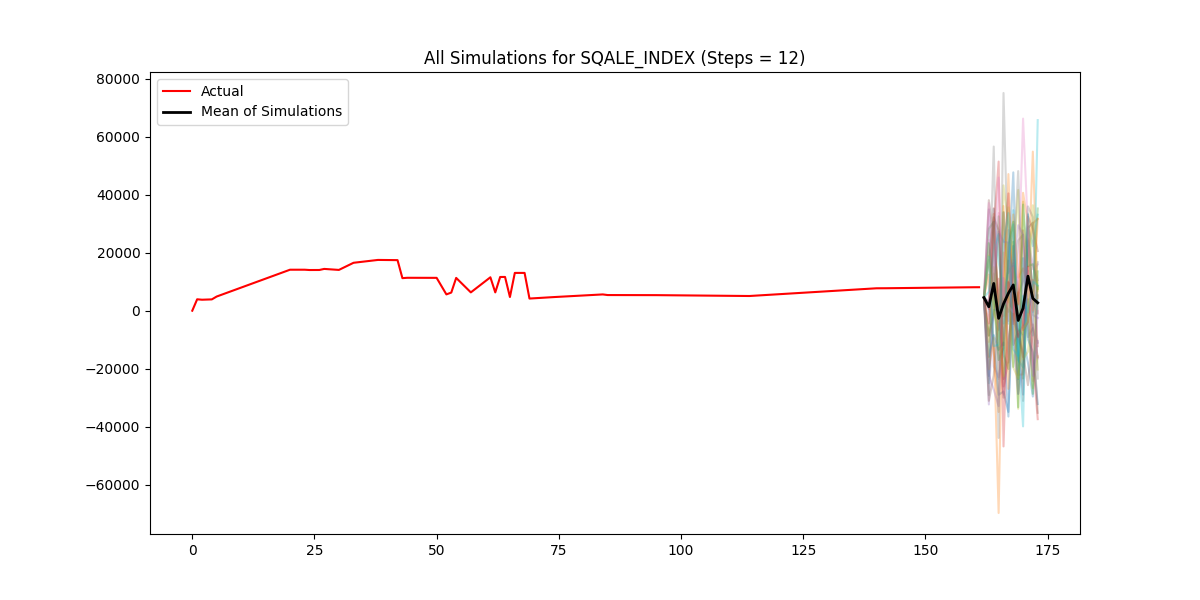 All Simulations for SQALE_INDEX (Steps = 12)
Actual
Mean of Simulations
80000
60000
40000
20000
0
−20000
−40000
−60000
0 25 50 75 100 125 150 175